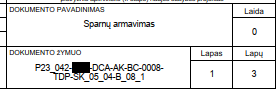 DOKUMENTO PAVADINIMAS
Laida
Sparnų armavimas
0
DOKUMENTO ŽYMUO
Lapas
Lapų
P23_042- -DCA-AK-BC-0008-
TDP-SK_05_04-B_08_1
1
3